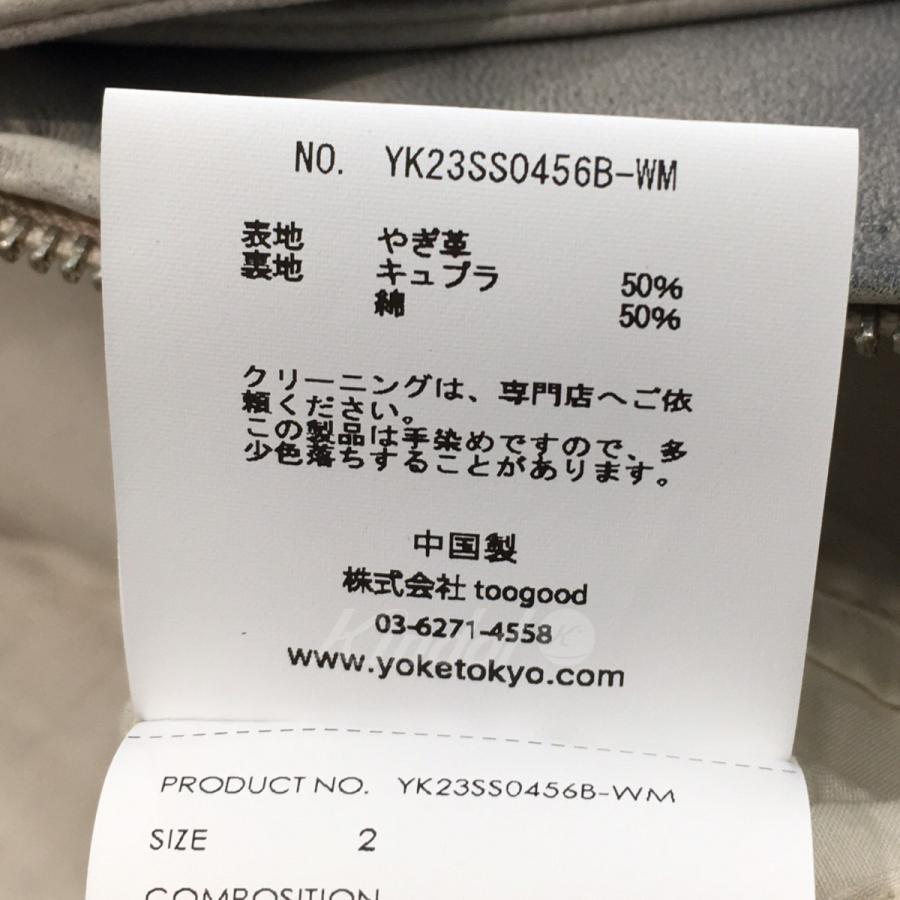 NO. YK23SS0456B-WM
表地 やぎ革
裏地 キュプラ 50%
綿 50%
クリーニングは、専門店へご依
頼ください。
この製品は手染めですので、多
少色落ちすることがあります。
中国製
株式会社 toogood
03-6271-4558
www.yoketokyo.com
PRODUCT NO. YK23SS0456B-WM
SIZE 2
COMPOSITION